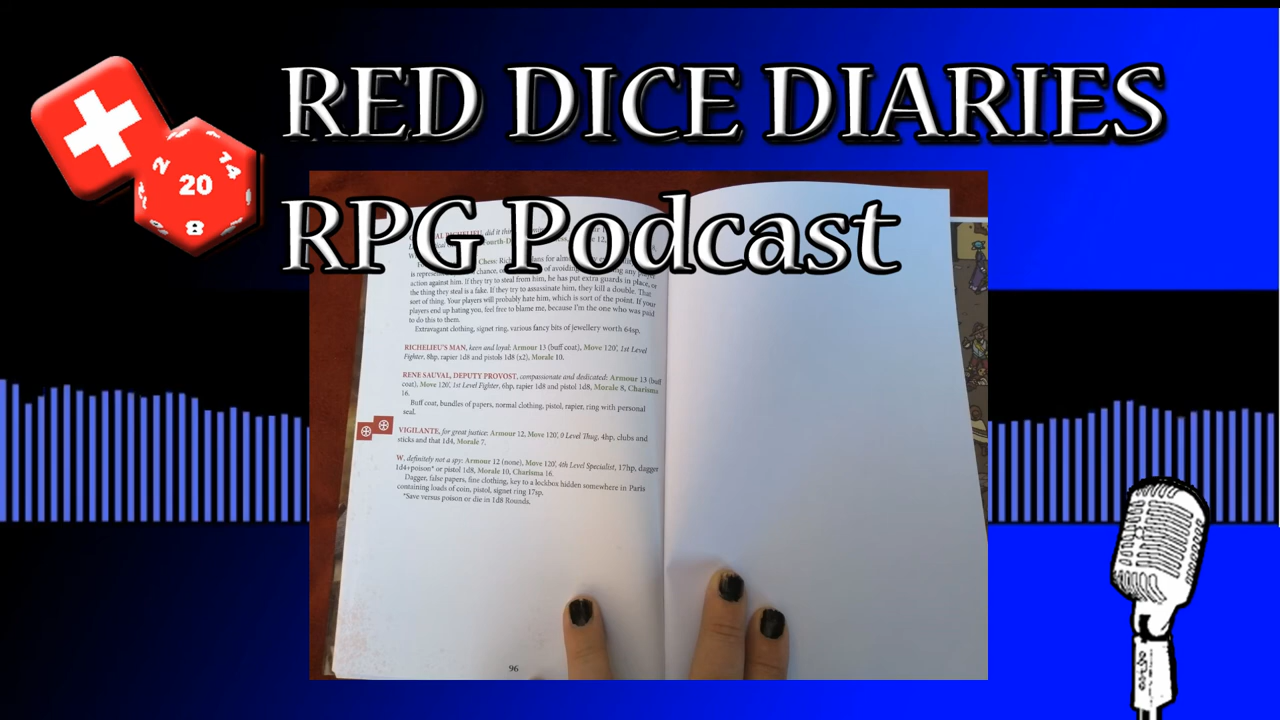 RED DICE DIARIES
RPG Podcast
2
14
20
8
did it
is represented chance, of avoiding any player
action against him. If they try to steal from him, he has put extra guards in place, or
the thing they steal is a fake. If they try to assassinate him, they kill a double. That
sort of thing. Your players will probably hate him, which is sort of the point. If your
players end up hating you, feel free to blame me, because I'm the one who was paid
to do this to them.
Extravagant clothing, signet ring, various fancy bits of jewellery worth 64sp.
RICHELIEU'S MAN, keen and loyal: Armour 13 (buff coat), Move 120', 1st Level
Fighter, 8hp, rapier 1d8 and pistols 1d8 (x2), Morale 10.
RENE SAUVAL, DEPUTY PROVOST, compassionate and dedicated: Armour 13 (buff
coat), Move 120', 1st Level Fighter, 6hp, rapier 1d8 and pistol 1d8, Morale 8, Charisma
16.
Buff coat, bundles of papers, normal clothing, pistol, rapier, ring with personal
seal.
VIGILANTE, for great justice: Armour 12, Move 120', 0 Level Thug, 4hp, clubs and
sticks and that 1d4, Morale 7.
W. definitely not a spy: Armour 12 (none), Move 120', 4th Level Specialist, 17hp, dagger
1d4+poison* or pistol 1d8, Morale 10, Charisma 16.
Dagger, false papers, fine clothing, key to a lockbox hidden somewhere in Paris
containing loads of coin, pistol, signet ring 17sp.
*Save versus poison or die in 1d8 Rounds.
96